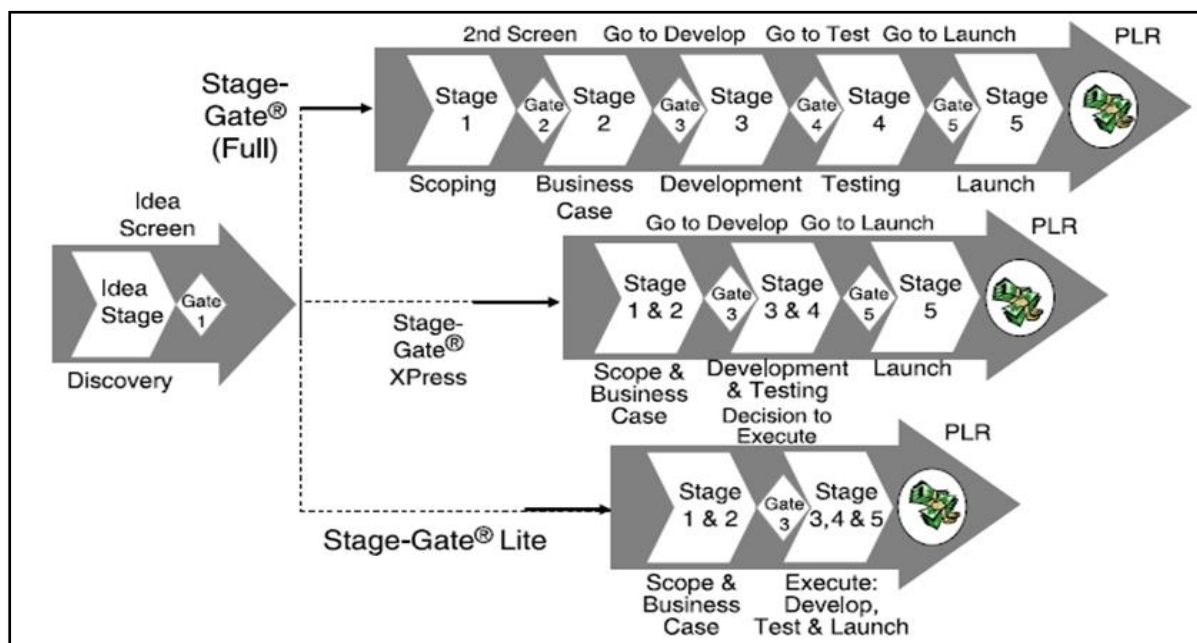 2nd Screen Go to Develop Go to Test Go to Launch PLR
Stage-
Gate®
(Full)
Stage
1
Gate
2
Stage
2
Gate
3
Stage
3
Gate
4
Stage
4
Gate
5
Stage
5
Scoping
Business
Case
Development
Testing
Launch
Idea
Screen
Idea
Stage
Gate
1
Discovery
Go to Develop Go to Launch PLR
Stage-
Gate®
XPress
Stage
1 & 2
Gate
3
Stage
3 & 4
Gate
5
Stage
5
Scope &
Business
Case
Development
& Testing
Launch
Decision to
Execute
PLR
Stage-Gate® Lite
Stage
1 & 2
Gate
3
Stage
3,4 & 5
Scope &
Business
Case
Execute:
Develop,
Test & Launch